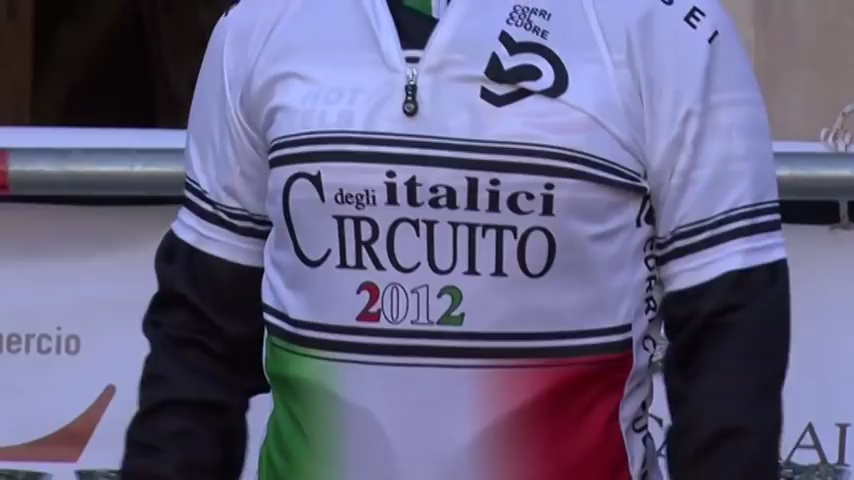 CORRI
COL
CUORE
degli italici
CIRCUITO
2012
ercio